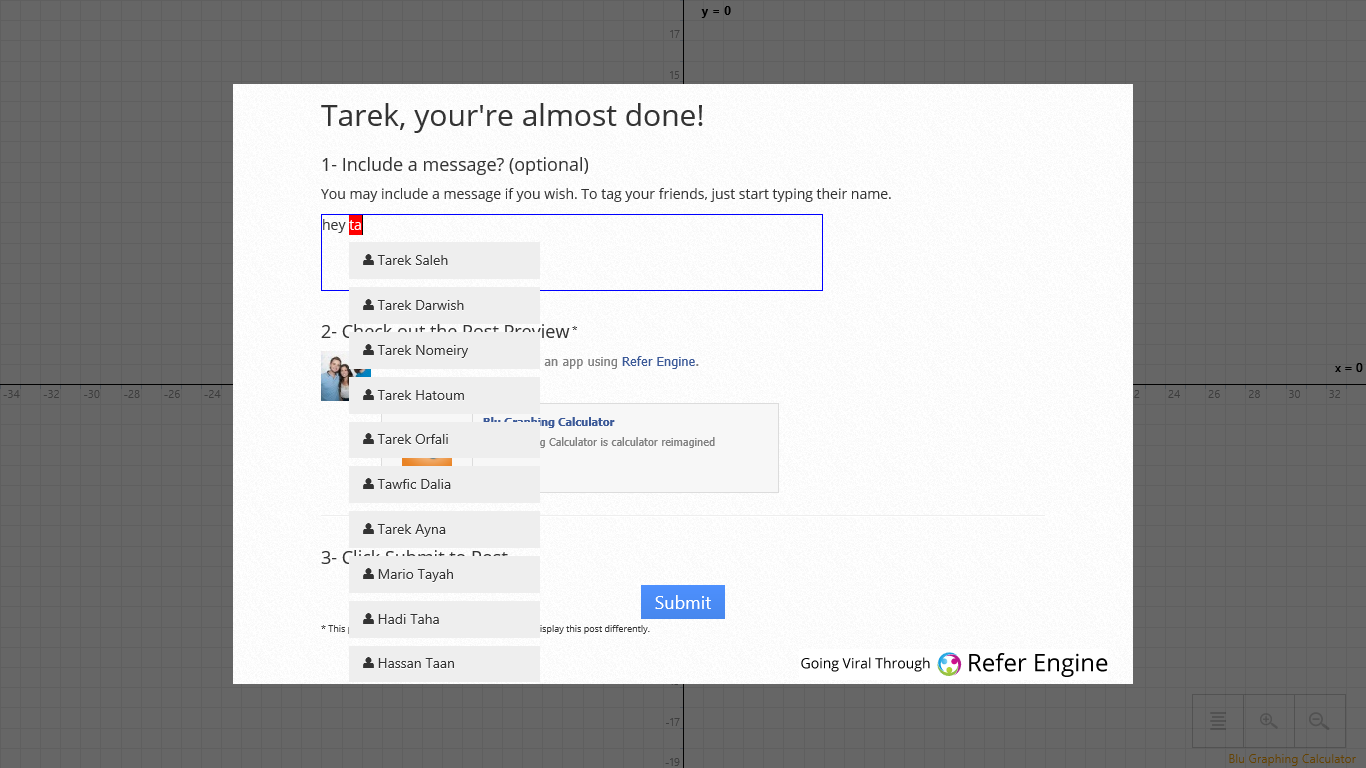 y = 0
17
15
Tarek, your're almost done!
1- Include a message? (optional)
You may include a message if you wish. To tag your friends, just start typing their name.
hey ta
Tarek Saleh
Tarek Darwish
2- Check out the Post Preview*
Tarek Nomeiry
an app using Refer Engine.
x = 0
-34 -32 -30 -28 -26 -24
2 24 26 28 30 32
Tarek Hatoum
Blu Graphing Calculator
Tarek Orfali
g Calculator is calculator reimagined
Tawfic Dalia
Tarek Ayna
3- Click Submit to Post
Mario Tayah
Submit
Hadi Taha
* This
isplay this post differently.
Hassan Taan
Going Viral Through Refer Engine
-17
Blu Graphing Calculator
-19